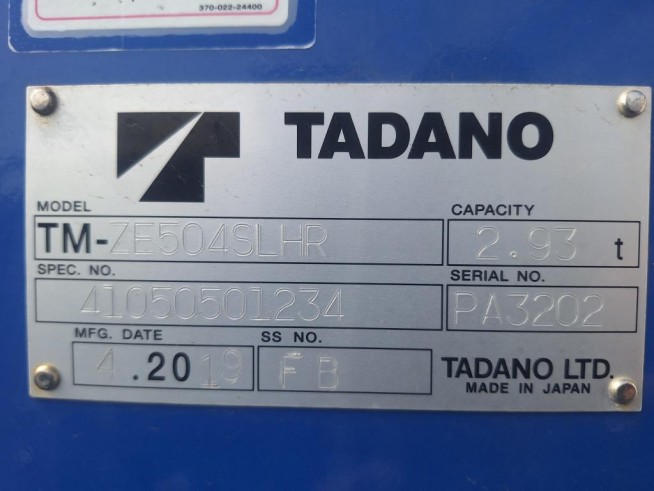 370-022-24400
TADANO
MODEL
TM-ZE504SLHR
CAPACITY
2.93 t
SPEC. NO.
41050501234
SERIAL NO.
PA3202
MFG. DATE
4.2019
SS NO.
FB
TADANO LTD.
MADE IN JAPAN